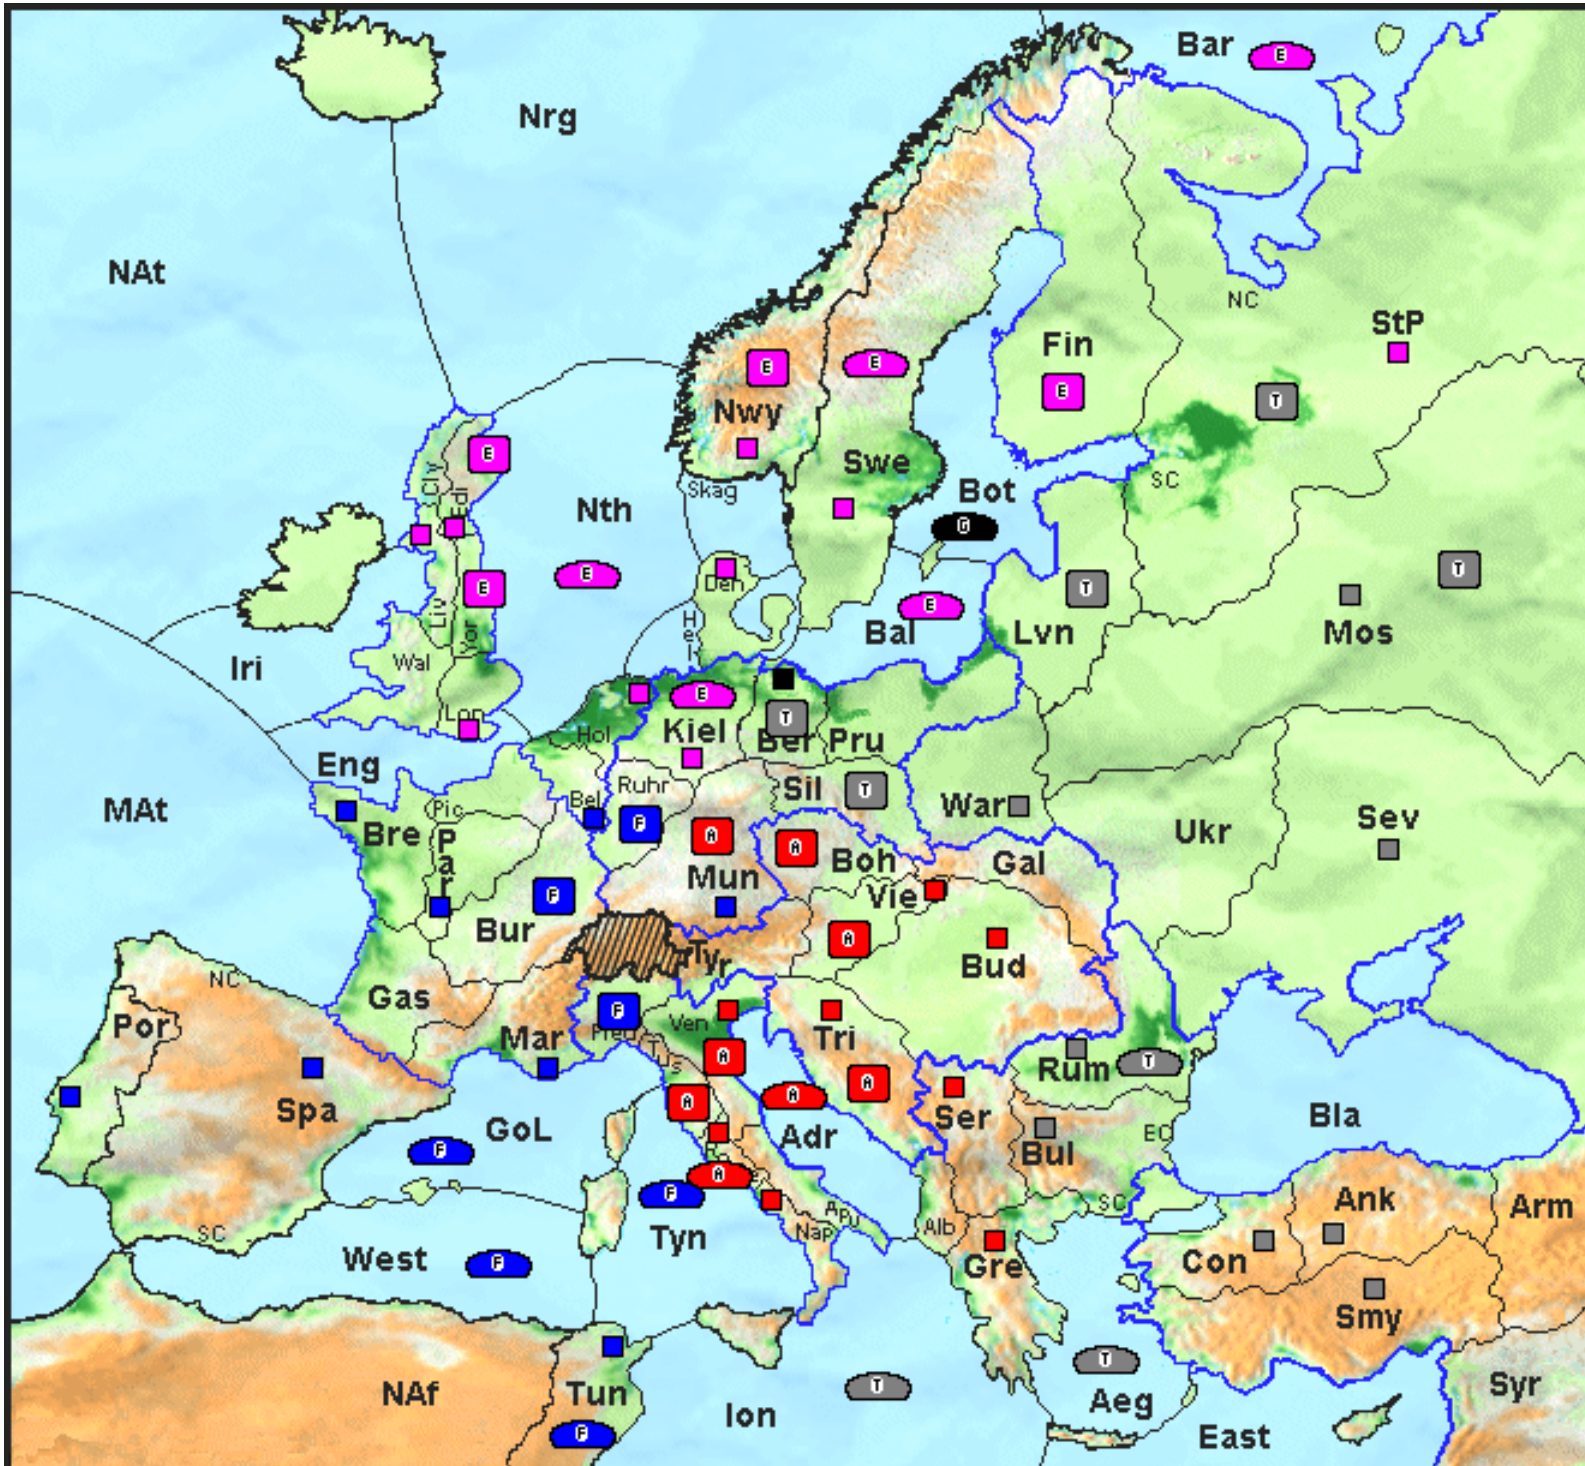 Bar
E
Nrg
NAt
NC
StP
Fin
E
E
E
T
Nwy
E
Swe
Cly
Edi
SC
Skag
Bot
G
Nth
E
T
T
Den
E
E
Hel
Bal
Lvn
Mos
Liv
Yor
Wal
Iri
Lon
E
Kiel
T
Ber
Pru
Hol
Eng
Ruhr
Sil
T
MAt
Pic
Bel
War
Bre
Par
F
A
A
Boh
Ukr
Sev
Gal
Mun
Vie
F
Bur
A
Tyr
Bud
NC
Gas
Por
F
Pied
Ven
Mar
Tri
Tus
A
Rum
T
A
A
A
Ser
Spa
GoL
Adr
Bla
F
Bul
EC
F
A
Ank
Arm
SC
Apu
SC
Tyn
Nap
Alb
West
F
Con
Gre
Smy
T
NAf
Tun
T
Aeg
Syr
Ion
F
East